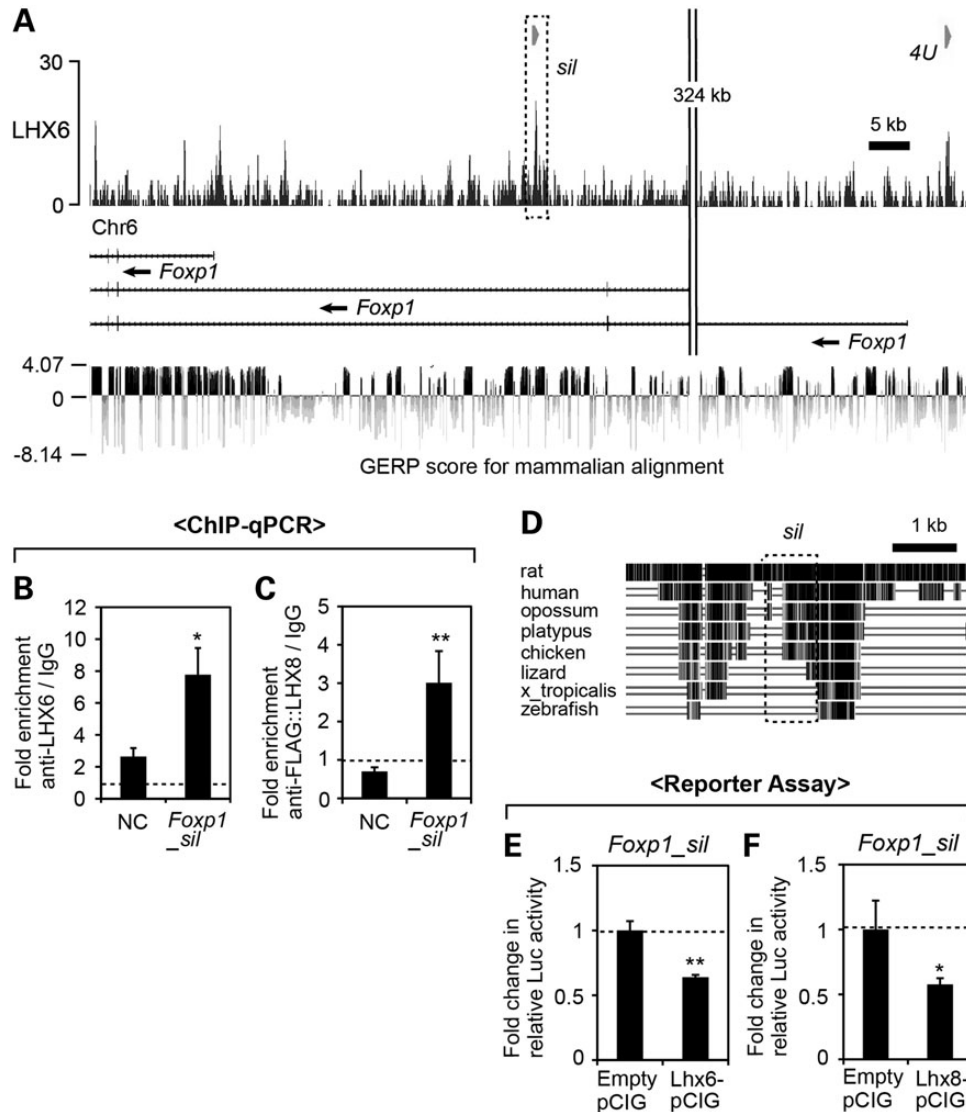 A
30
LHX6
0
sil
4U
324 kb
5 kb
Chr6
Foxp1
Foxp1
Foxp1
4.07
0
-8.14
GERP score for mammalian alignment
<ChIP-qPCR>
B
Fold enrichment
anti-LHX6 / IgG
12
10
8
6
4
2
0
*
NC
Foxp1
_sil
C
Fold enrichment
anti-FLAG::LHX8 / IgG
5
4
3
2
1
0
**
NC
Foxp1
_sil
D
sil
1 kb
rat
human
opossum
platypus
chicken
lizard
x_tropicalis
zebrafish
<Reporter Assay>
E
Foxp1_sil
Fold change in
relative Luc activity
1.5
1
0.5
0
**
Empty
pCIG
Lhx6-
pCIG
F
Foxp1_sil
Fold change in
relative Luc activity
1.5
1
0.5
0
*
Empty
pCIG
Lhx8-
pCIG